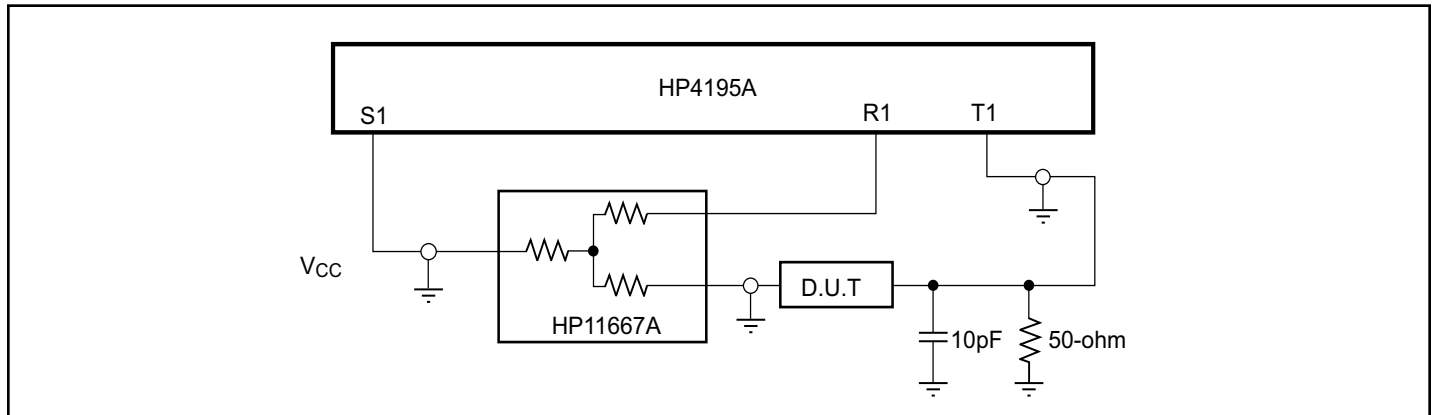 HP4195A
S1
R1
T1
VCC
HP11667A
D.U.T
10pF
50-ohm